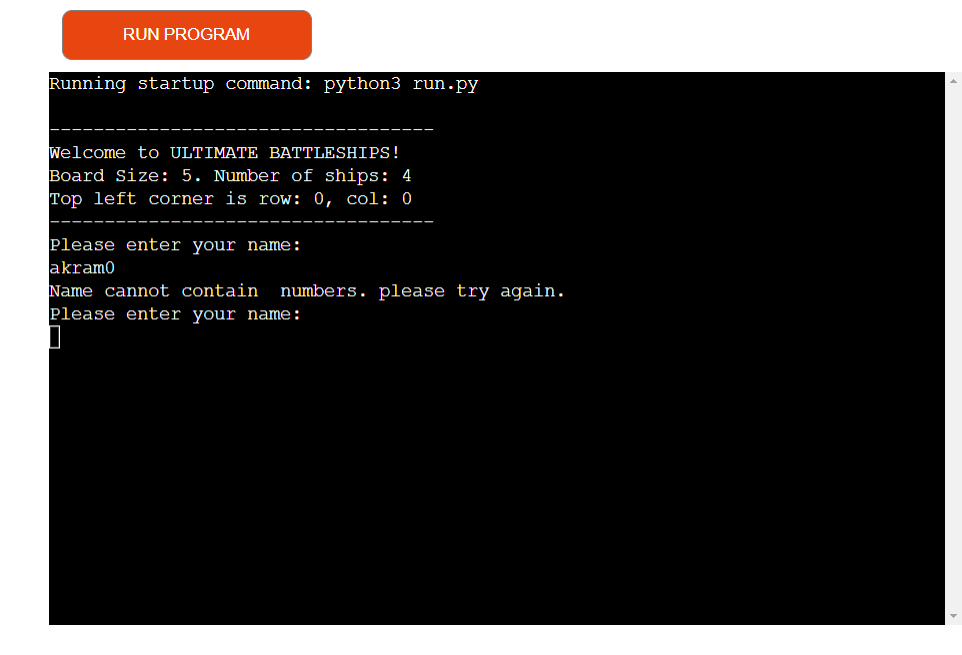 RUN PROGRAM
Running startup command: python3 run.py
-----------------------------------
Welcome to ULTIMATE BATTLESHIPS!
Board Size: 5. Number of ships: 4
Top left corner is row: 0, col: 0
-----------------------------------
Please enter your name:
akram0
Name cannot contain  numbers. please try again.
Please enter your name: